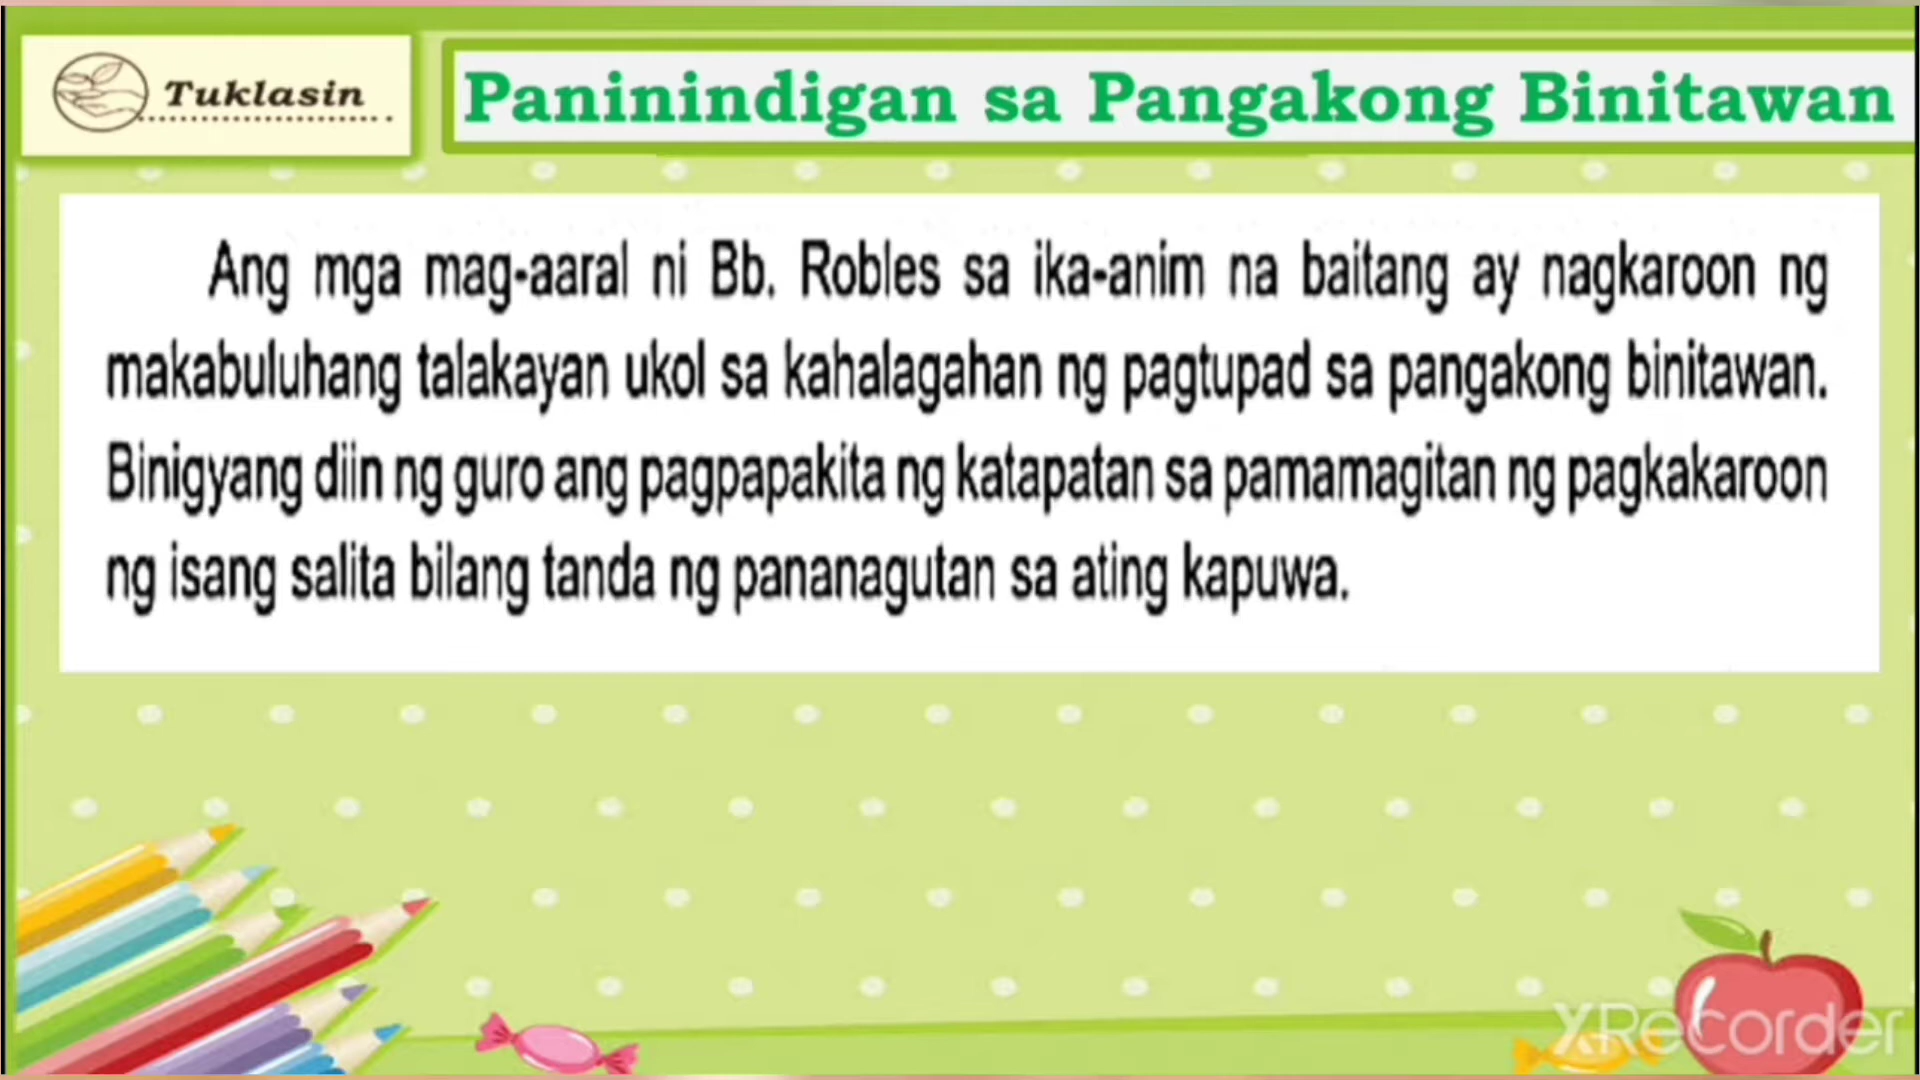 Tuklasin
Paninindigan sa Pangakong Binitawan
Ang mga mag-aaral ni Bb. Robles sa ika-anim na baitang ay nagkaroon ng
makabuluhang talakayan ukol sa kahalagahan ng pagtupad sa pangakong binitawan.
Binigyang diin ng guro ang pagpapakita ng katapatan sa pamamagitan ng pagkakaroon
ng isang salita bilang tanda ng pananagutan sa ating kapuwa.
XRecorder